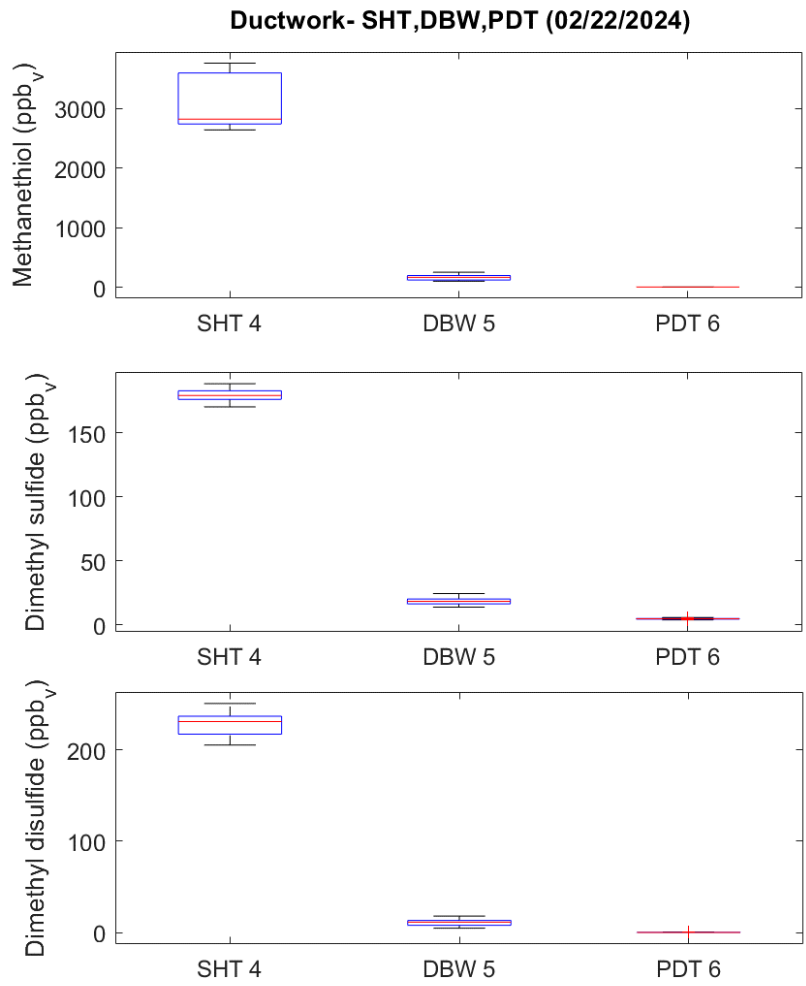 Ductwork- SHT,DBW,PDT (02/22/2024)
Methanethiol (ppbv)
3000
2000
1000
0
SHT 4 DBW 5 PDT 6
Dimethyl sulfide (ppbv)
150
100
50
0
SHT 4 DBW 5 PDT 6
Dimethyl disulfide (ppbv)
200
100
0
SHT 4 DBW 5 PDT 6